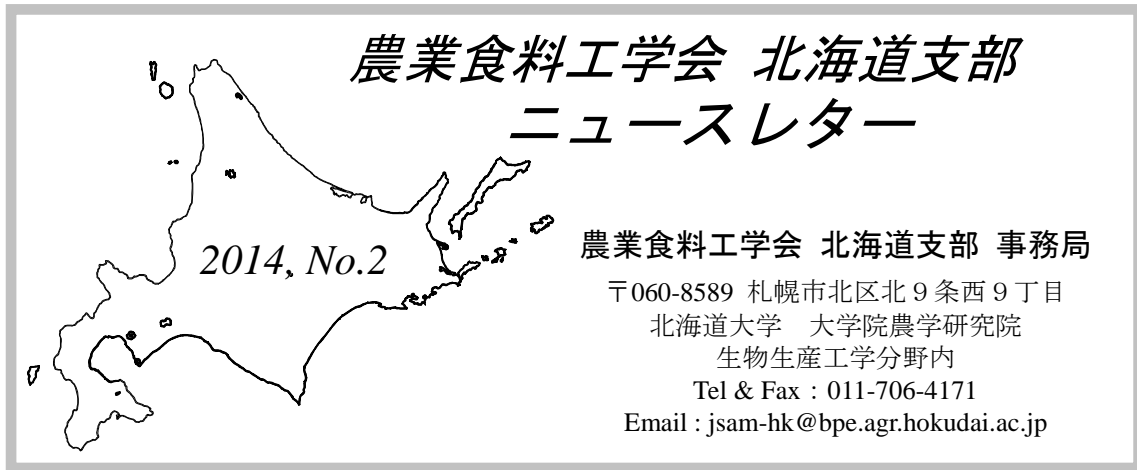 農業食料工学会 北海道支部
ニュースレター
2014, No.2
農業食料工学会 北海道支部 事務局
〒060-8589 札幌市北区北９条西９丁目
北海道大学　大学院農学研究院
生物生産工学分野内
Tel & Fax：011-706-4171
Email : jsam-hk@bpe.agr.hokudai.ac.jp